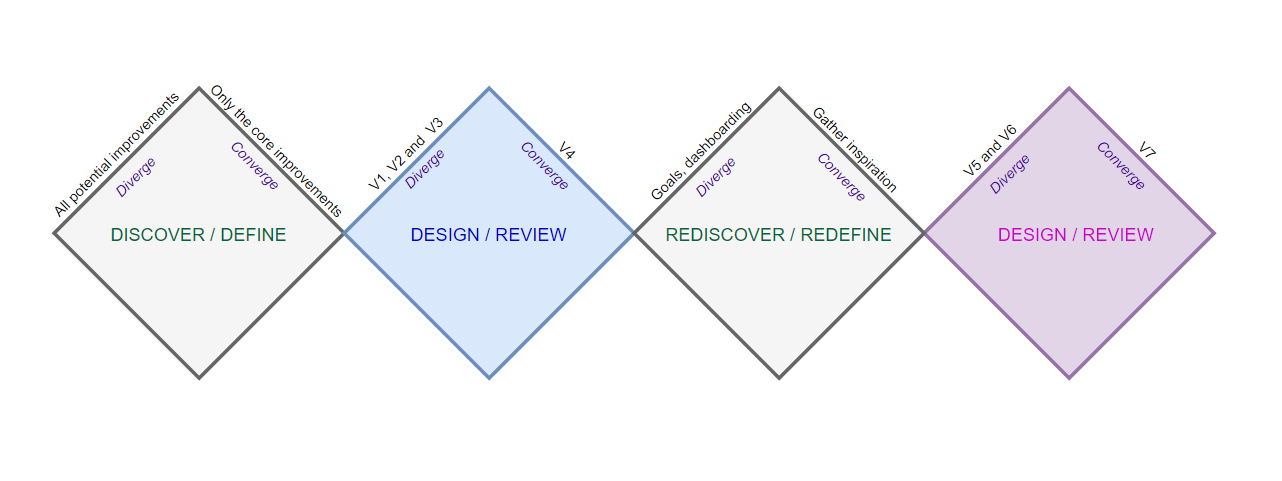 All potential improvements
Diverge
Only the core improvements
Converge
DISCOVER / DEFINE
V1, V2 and V3
Diverge
V4
Converge
DESIGN / REVIEW
Goals, dashboarding
Diverge
Gather inspiration
Converge
REDISCOVER / REDEFINE
V5 and V6
Diverge
V7
Converge
DESIGN / REVIEW